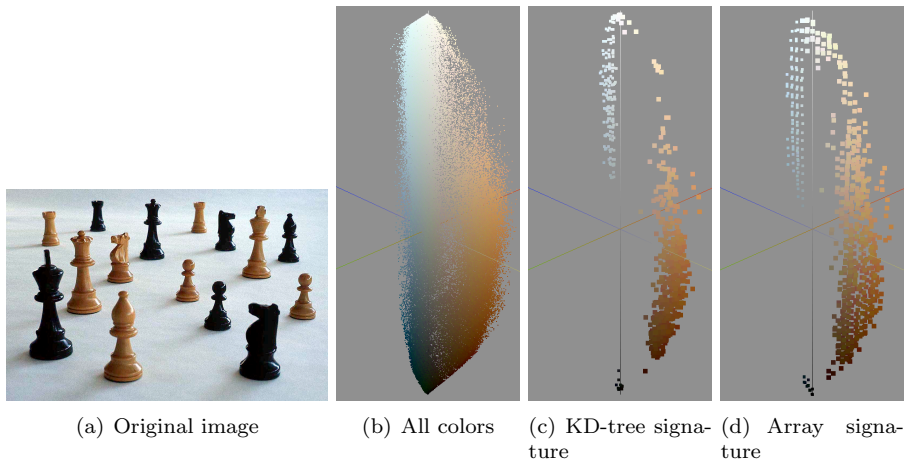 (a) Original image
(b) All colors
(c) KD-tree signa-
ture
(d) Array signa-
ture